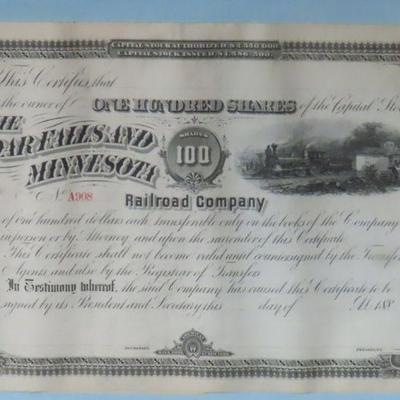 CAPITAL STOCK AUTHORIZED
CAPITAL STOCK ISSUED
This Certifies that
the owner of ONE HUNDRED SHARES of the Capital
THE
DAR FALLS AND
MINNESOTA
SHARES
100
No. A908
Railroad Company
of one hundred dollars each, transferable only on the books of the Company
in person or by Attorney and upon the surrender of this Certificate.
This Certificate shall not become valid until countersigned by the Transfer
Agents and also by the Registrar of Transfers
In Testimony whereof, the said Company has caused this Certificate to be
signed by its President and Secretary this day of A.D. 188